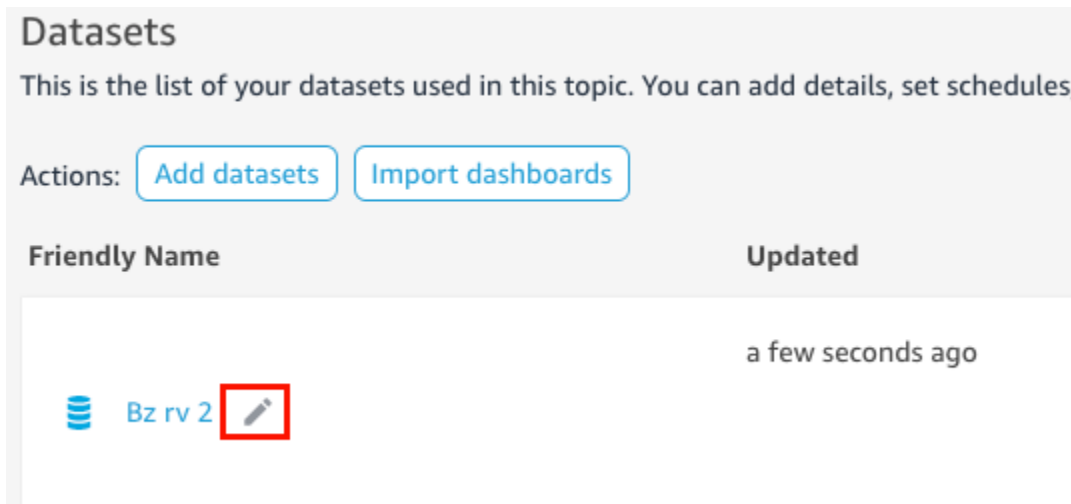 Datasets
This is the list of your datasets used in this topic. You can add details, set schedules,
Actions: Add datasets Import dashboards
Friendly Name Updated
a few seconds ago
Bz rv 2